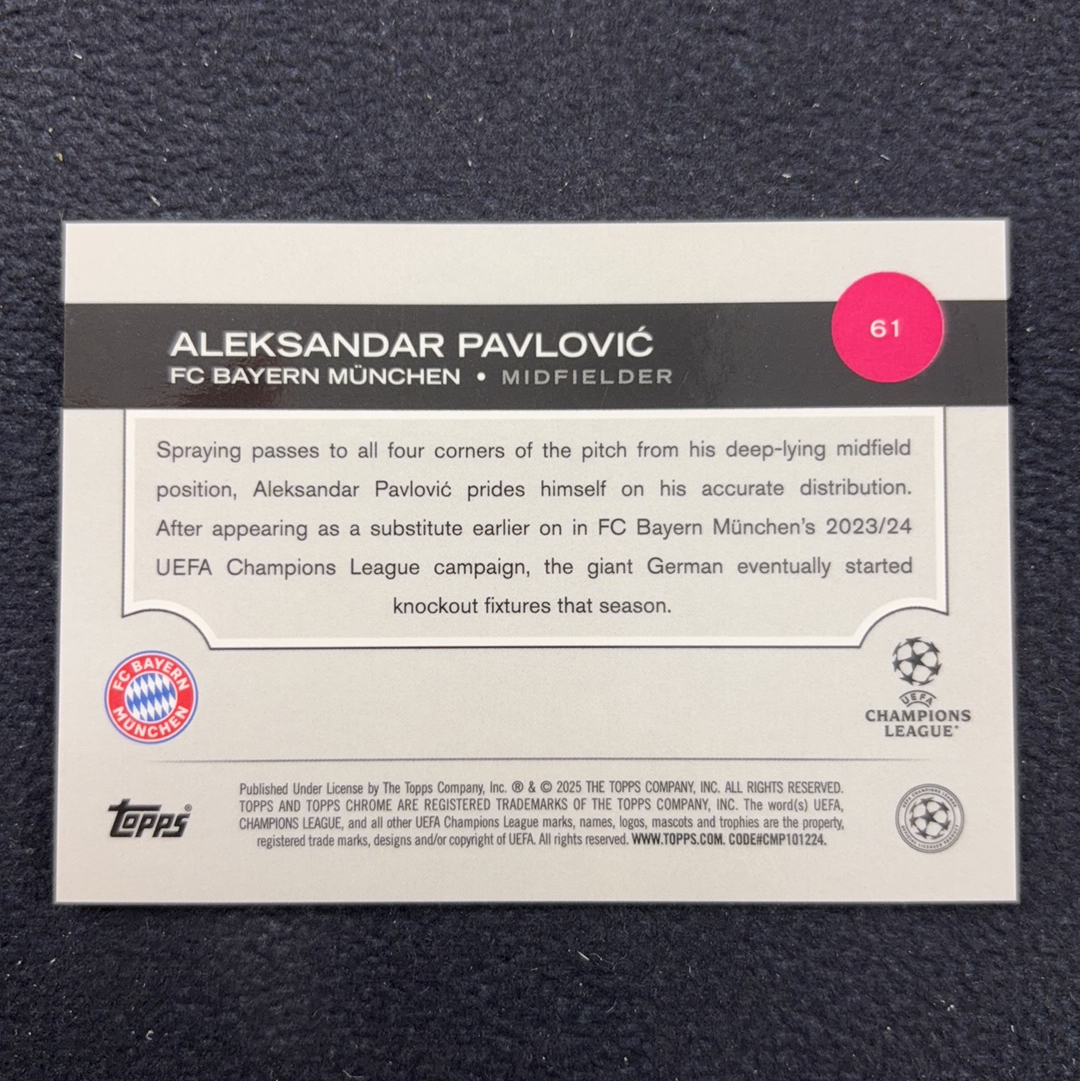 61
ALEKSANDAR PAVLOVIĆ
FC BAYERN MÜNCHEN • MIDFIELDER
Spraying passes to all four corners of the pitch from his deep-lying midfield
position, Aleksandar Pavlović prides himself on his accurate distribution.
After appearing as a substitute earlier on in FC Bayern München's 2023/24
UEFA Champions League campaign, the giant German eventually started
knockout fixtures that season.
FC BAYERN
MÜNCHEN
UEFA
CHAMPIONS
LEAGUE®
Topps®
Published Under License by The Topps Company, Inc. ® & © 2025 THE TOPPS COMPANY, INC. ALL RIGHTS RESERVED.
TOPPS AND TOPPS CHROME ARE REGISTERED TRADEMARKS OF THE TOPPS COMPANY, INC. The word(s) UEFA,
CHAMPIONS LEAGUE, and all other UEFA Champions League marks, names, logos, mascots and trophies are the property,
registered trade marks, designs and/or copyright of UEFA. All rights reserved. WWW.TOPPS.COM. CODE#CMP101224.